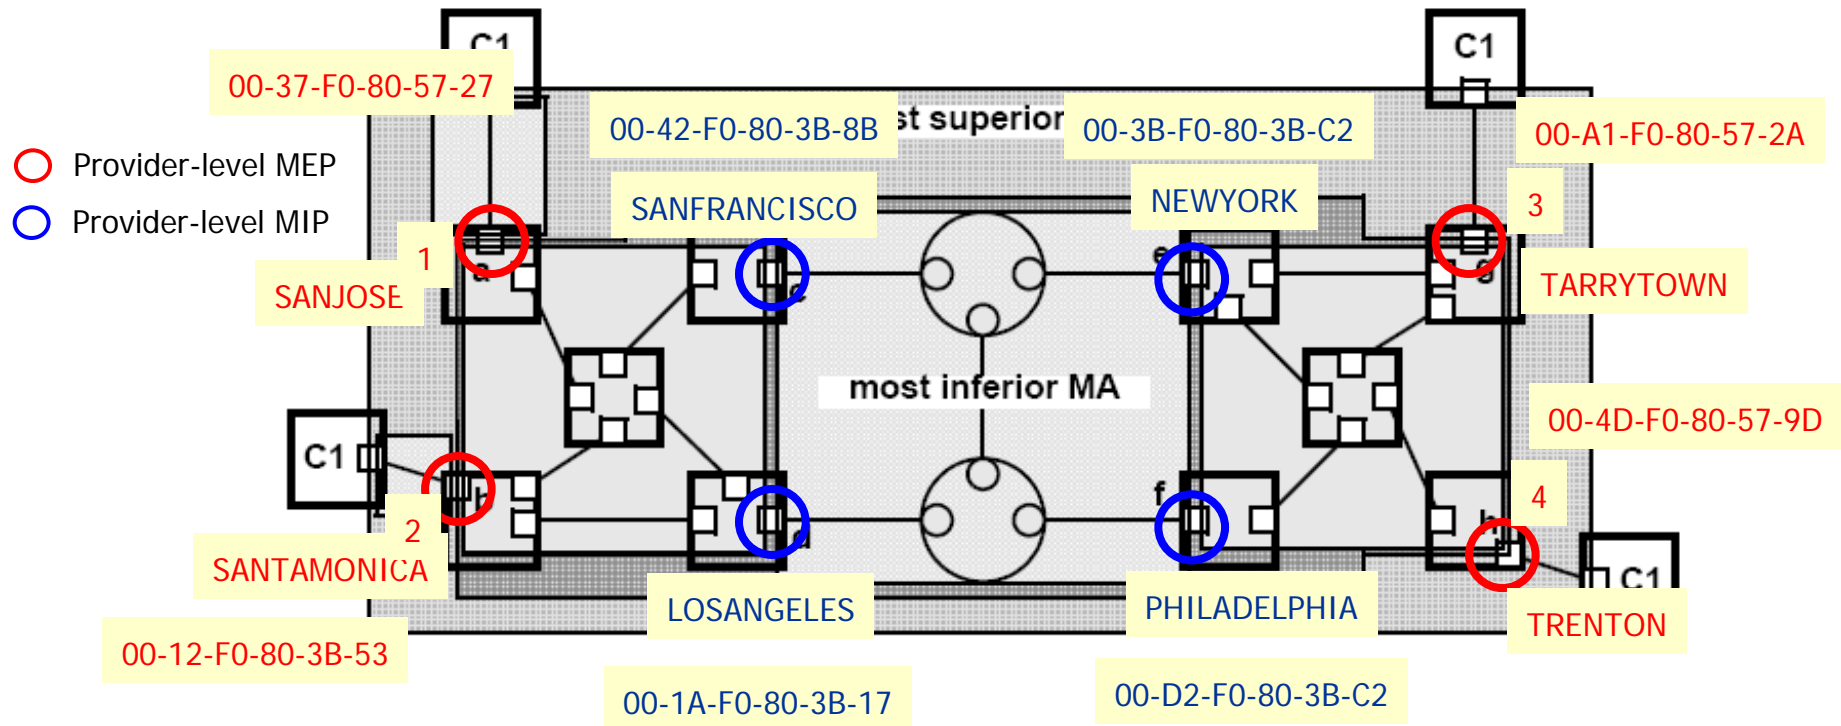 C1
C1
00-37-F0-80-57-27
00-42-F0-80-3B-8B
st superior
00-3B-F0-80-3B-C2
00-A1-F0-80-57-2A
Provider-level MEP
Provider-level MIP
SANFRANCISCO
NEWYORK
3
1
a
SANJOSE
c
e
g
TARRYTOWN
most inferior MA
00-4D-F0-80-57-9D
C1
b
2
SANTAMONICA
d
f
4
h
C1
LOSANGELES
PHILADELPHIA
TRENTON
00-12-F0-80-3B-53
00-1A-F0-80-3B-17
00-D2-F0-80-3B-C2